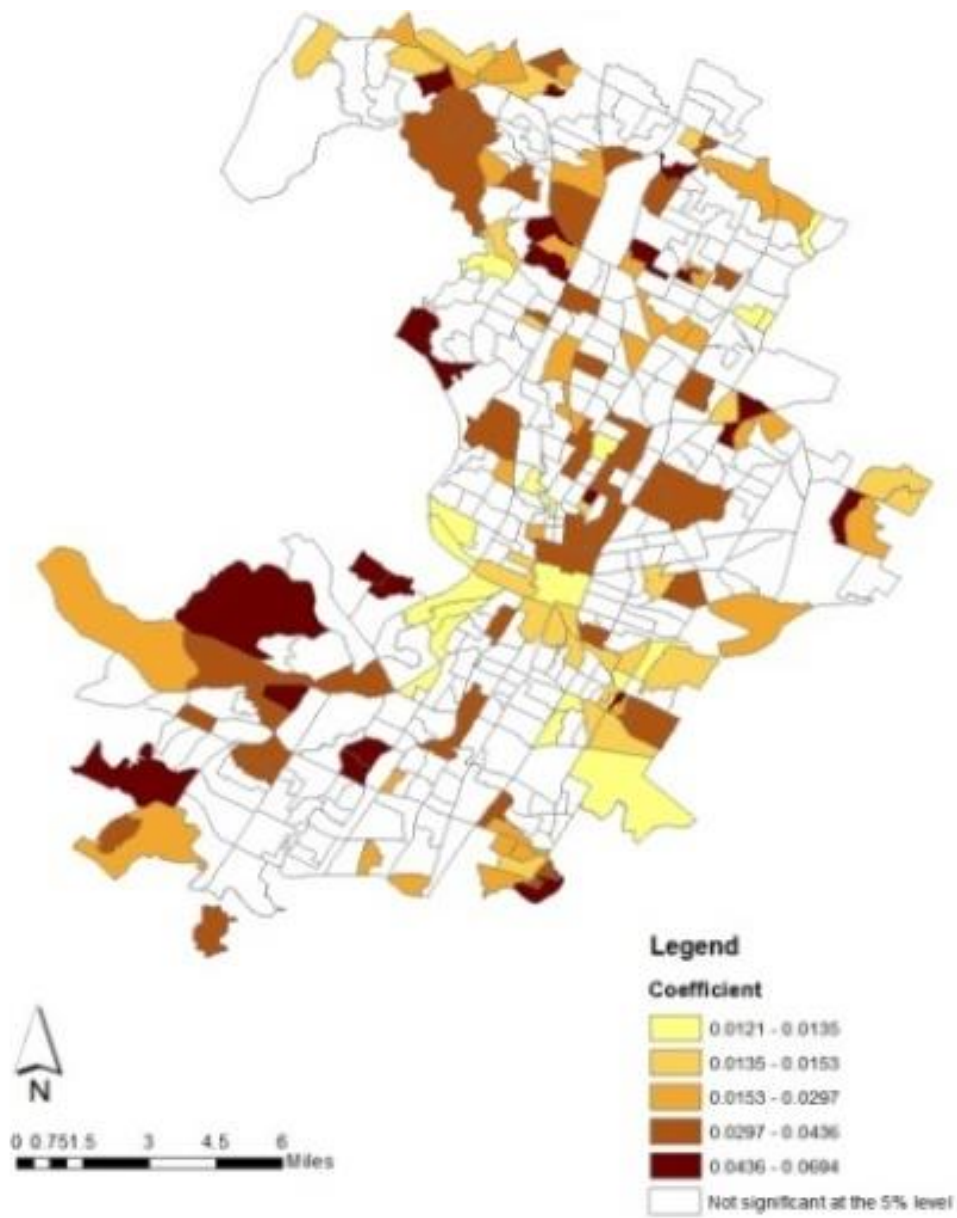 Legend
Coefficient
0.0121 - 0.0135
0.0135 - 0.0153
0.0153 - 0.0297
0.0297 - 0.0436
0.0436 - 0.0694
Not significant at the 5% level
N
0 0.751.5 3 4.5 6
Miles